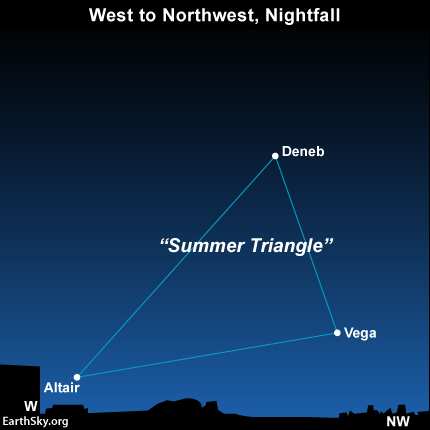 West to Northwest, Nightfall
Deneb
“Summer Triangle”
Vega
Altair
W
EarthSky.org
NW